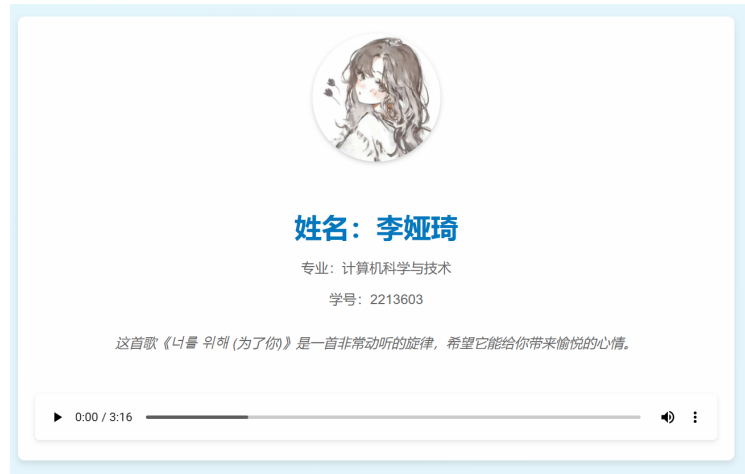 姓名：李娅琦
专业：计算机科学与技术
学号：2213603
这首歌《너를 위해 (为了你)》是一首非常动听的旋律，希望它能给你带来愉悦的心情。
0:00 / 3:16